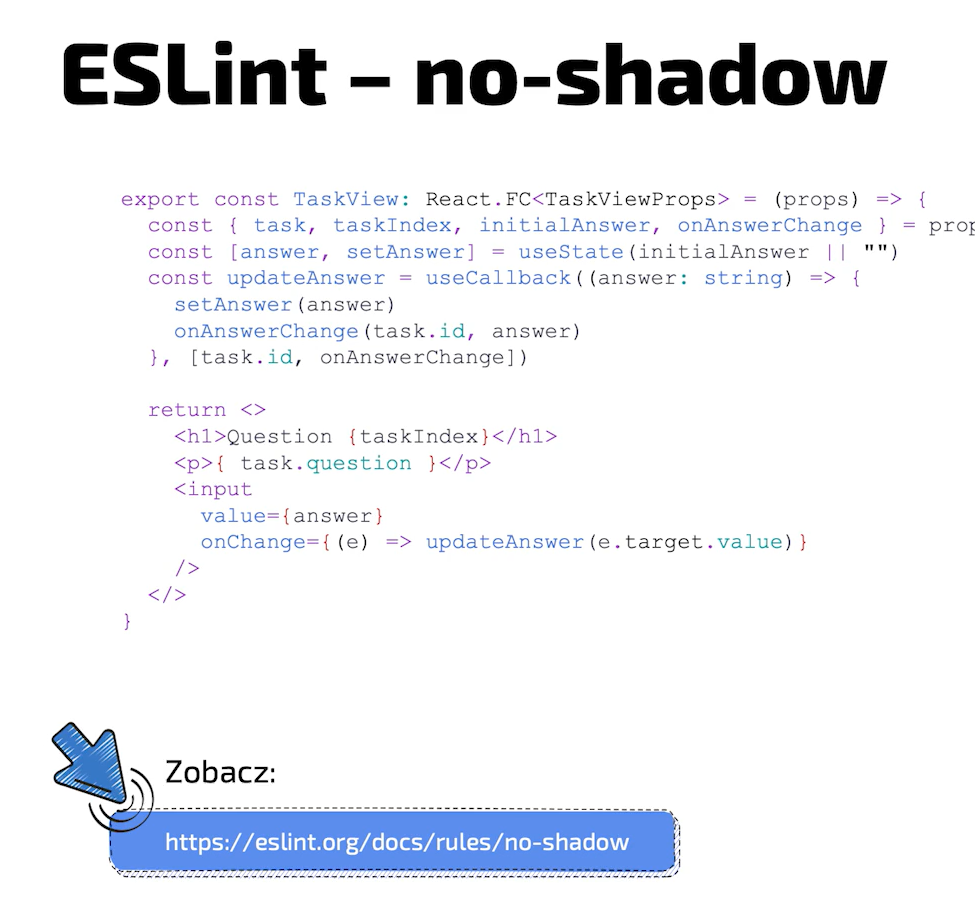 ESLint – no-shadow
export const TaskView: React.FC<TaskViewProps> = (props) => {
  const { task, taskIndex, initialAnswer, onAnswerChange } = prop
  const [answer, setAnswer] = useState(initialAnswer || "")
  const updateAnswer = useCallback((answer: string) => {
    setAnswer(answer)
    onAnswerChange(task.id, answer)
  }, [task.id, onAnswerChange])
  return <>
    <h1>Question {taskIndex}</h1>
    <p>{ task.question }</p>
    <input
      value={answer}
      onChange={(e) => updateAnswer(e.target.value)}
    />
  </>
}
Zobacz:
https://eslint.org/docs/rules/no-shadow